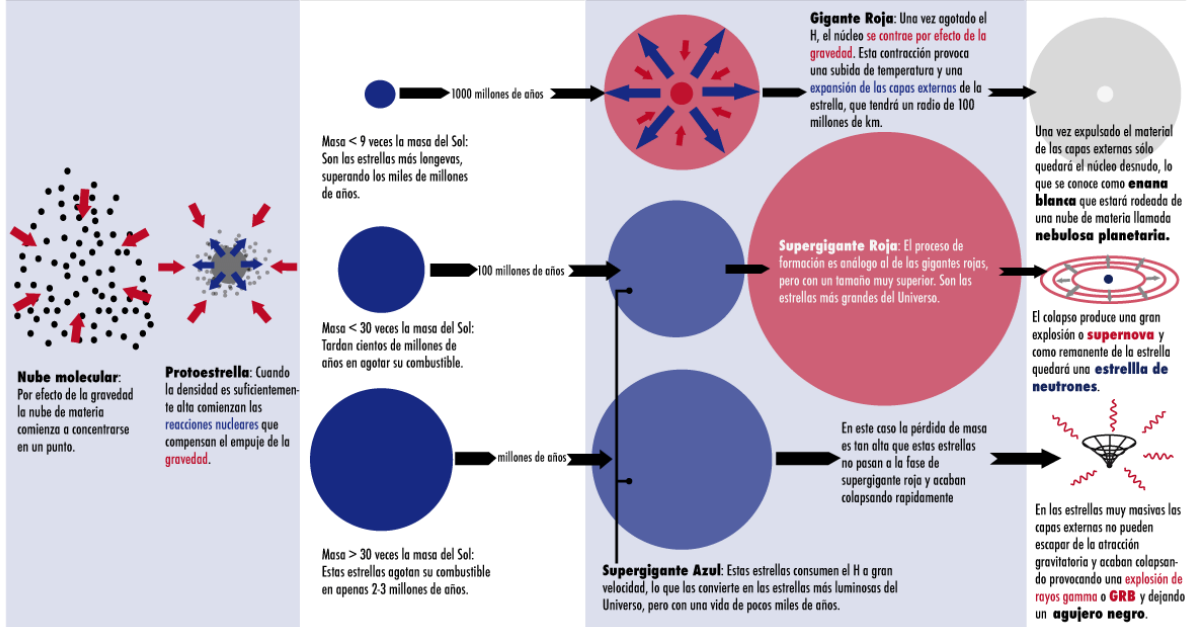 Nube molecular:
Por efecto de la gravedad
la nube de materia
comienza a concentrarse
en un punto.
Protoestrella: Cuando
la densidad es suficientemen-
te alta comienzan las
reacciones nucleares que
compensan el empuje de la
gravedad.
1000 millones de años
Masa < 9 veces la masa del Sol:
Son las estrellas más longevas,
superando los miles de millones
de años.
100 millones de años
Masa < 30 veces la masa del Sol:
Tardan cientos de millones de
años en agotar su combustible.
millones de años
Masa > 30 veces la masa del Sol:
Estas estrellas agotan su combustible
en apenas 2-3 millones de años.
Gigante Roja: Una vez agotado el
H, el núcleo se contrae por efecto de la
gravedad. Esta contracción provoca
una subida de temperatura y una
expansión de las capas externas de la
estrella, que tendrá un radio de 100
millones de km.
Supergigante Roja: El proceso de
formación es análogo al de las gigantes rojas,
pero con un tamaño muy superior. Son las
estrellas más grandes del Universo.
En este caso la pérdida de masa
es tan alta que estas estrellas
no pasan a la fase de
supergigante roja y acaban
colapsando rapidamente
Supergigante Azul: Estas estrellas consumen el H a gran
velocidad, lo que las convierte en las estrellas más luminosas del
Universo, pero con una vida de pocos miles de años.
Una vez expulsado el material
de las capas externas sólo
quedará el núcleo desnudo, lo
que se conoce como enana
blanca que estará rodeada de
una nube de materia llamada
nebulosa planetaria.
El colapso produce una gran
explosión o supernova y
como remanente de la estrella
quedará una estrellla de
neutrones.
En las estrellas muy masivas las
capas externas no pueden
escapar de la atracción
gravitatoria y acaban colapsan-
do provocando una explosión de
rayos gamma o GRB y dejando
un agujero negro.